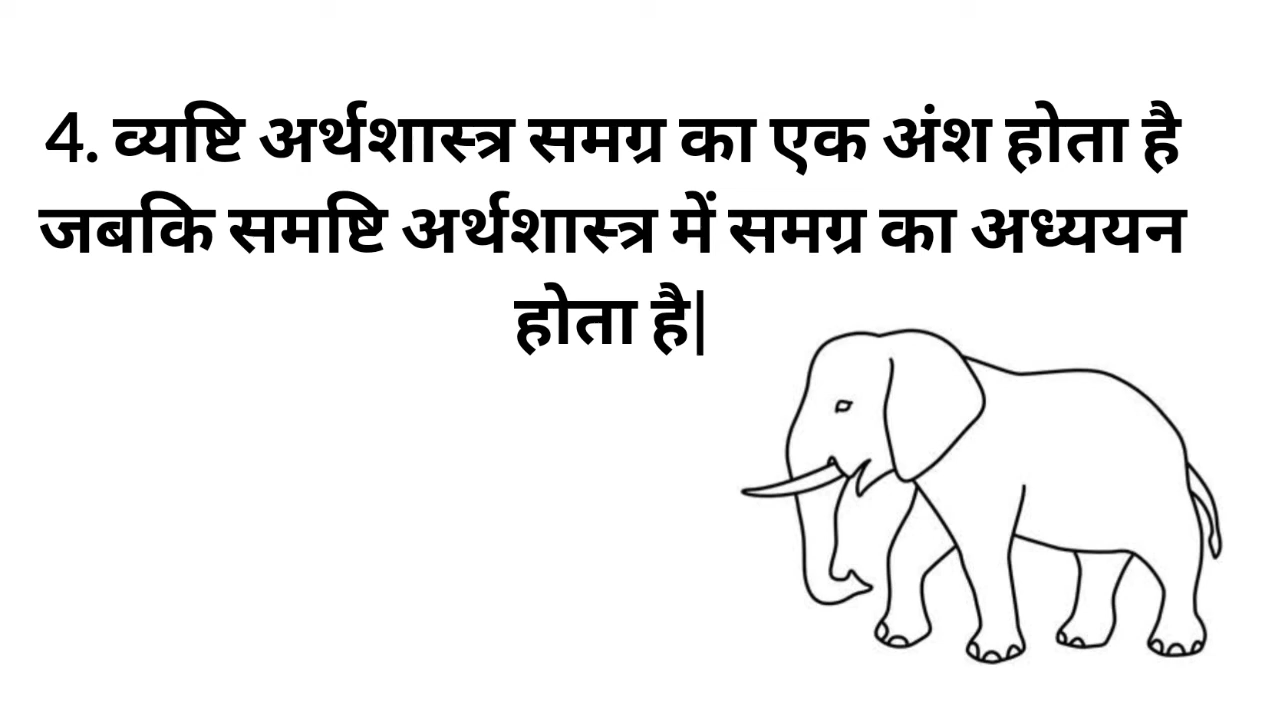 4. व्यष्टि अर्थशास्त्र समग्र का एक अंश होता है
जबकि समष्टि अर्थशास्त्र में समग्र का अध्ययन
होता है|